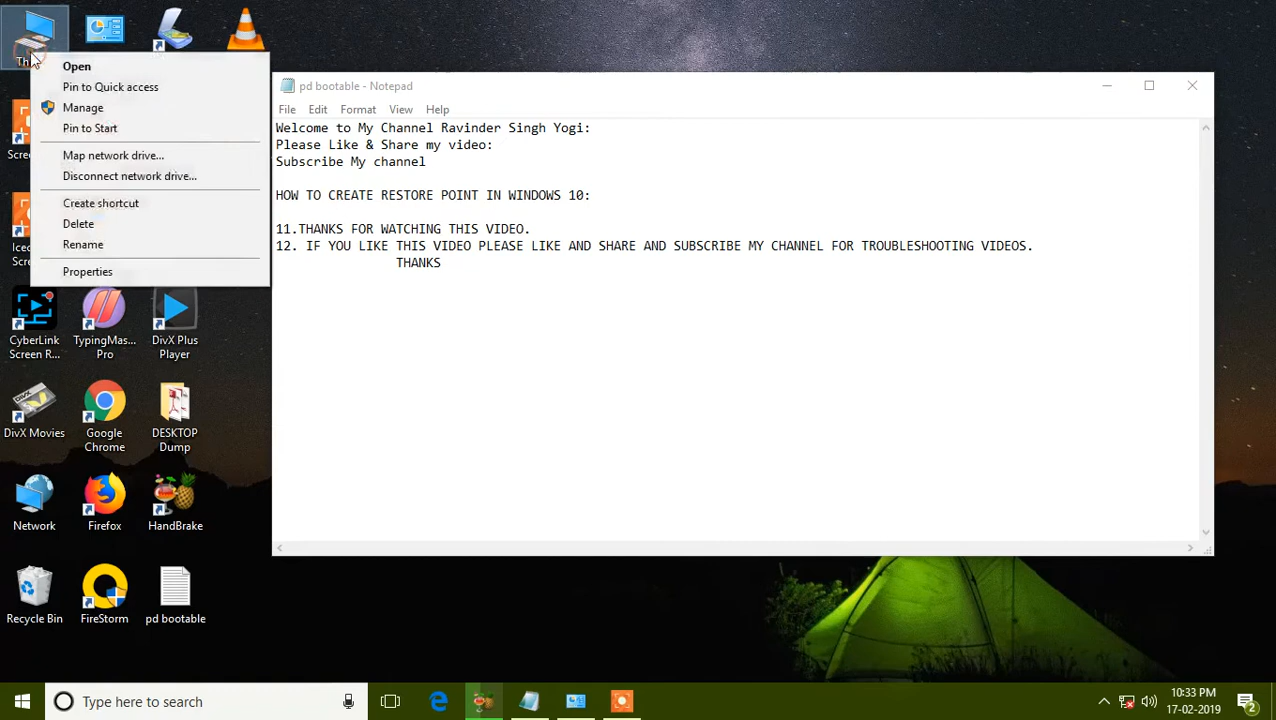 Open
Pin to Quick access
Manage
Pin to Start
Map network drive...
Disconnect network drive...
Create shortcut
Delete
Rename
Properties
CyberLink
Screen R...
TypingMas...
Pro
DivX Plus
Player
DivX Movies
Google
Chrome
DESKTOP
Dump
Network
Firefox
HandBrake
Recycle Bin
FireStorm
pd bootable
pd bootable - Notepad
File Edit Format View Help
Welcome to My Channel Ravinder Singh Yogi:
Please Like & Share my video:
Subscribe My channel
HOW TO CREATE RESTORE POINT IN WINDOWS 10:
11.THANKS FOR WATCHING THIS VIDEO.
12. IF YOU LIKE THIS VIDEO PLEASE LIKE AND SHARE AND SUBSCRIBE MY CHANNEL FOR TROUBLESHOOTING VIDEOS.
THANKS
Type here to search
10:33 PM
17-02-2019
2